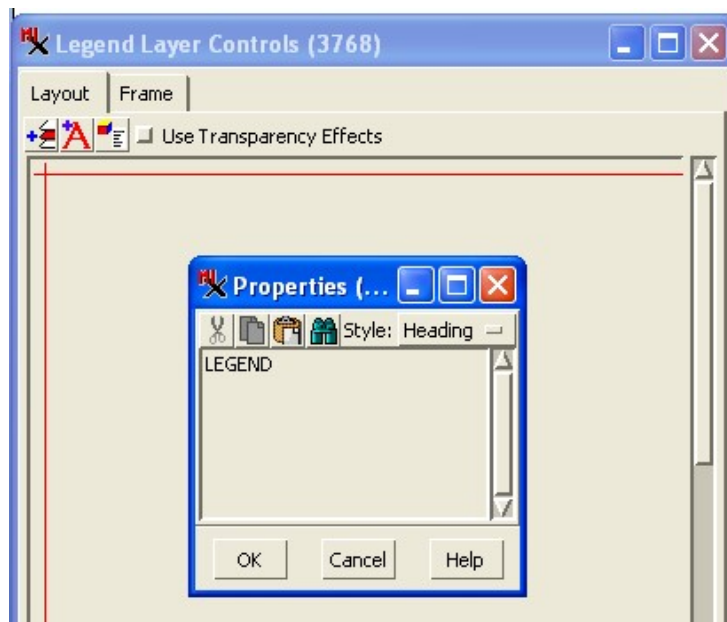 Legend Layer Controls (3768)
Layout Frame
Use Transparency Effects
Properties (...
Style: Heading
LEGEND
OK Cancel Help